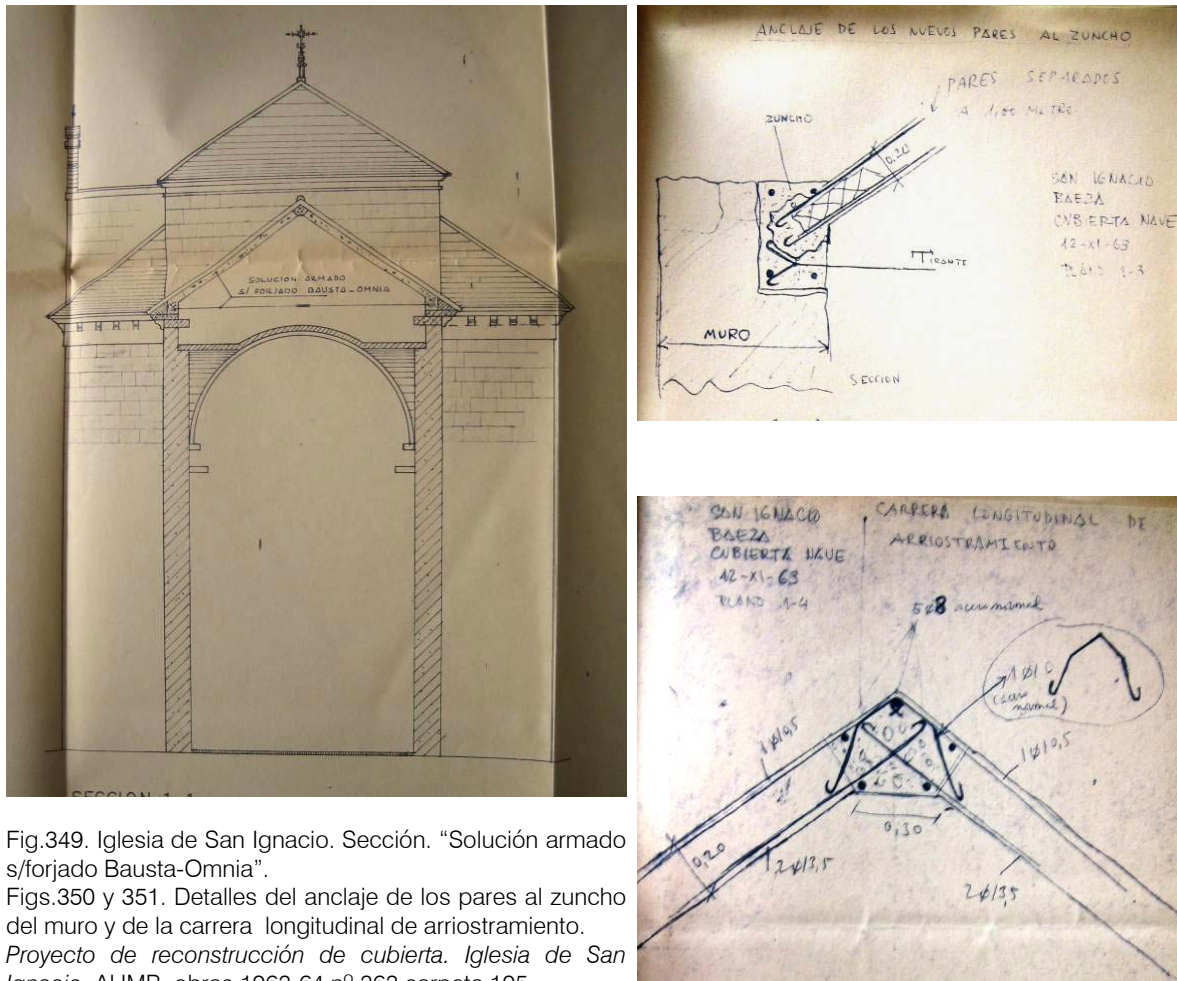 SOLUCION ARMADO
S/ FORJADO BAUSTA-OMNIA
ANCLAJE DE LOS NUEVOS PARES AL ZUNCHO
PARES SEPARADOS
A 1,00 METRO.
ZUNCHO
0,20
SAN IGNACIO
BAEZA
CUBIERTA NAVE
12-XI-63
PLANO 1-3
TIRANTE
MURO
SECCION
SAN IGNACIO
BAEZA
CUBIERTA NAVE
12-XI-63
PLANO 1-4
CARRERA LONGITUDINAL DE
ARRIOSTRAMIENTO
5ø8 acero normal
1ø10
(acero
normal)
1ø10,5
1ø10,5
0,30
0,20
2ø13,5
2ø13,5
Fig.349. Iglesia de San Ignacio. Sección. “Solución armado
s/forjado Bausta-Omnia”.
Figs.350 y 351. Detalles del anclaje de los pares al zuncho
del muro y de la carrera longitudinal de arriostramiento.
Proyecto de reconstrucción de cubierta. Iglesia de San